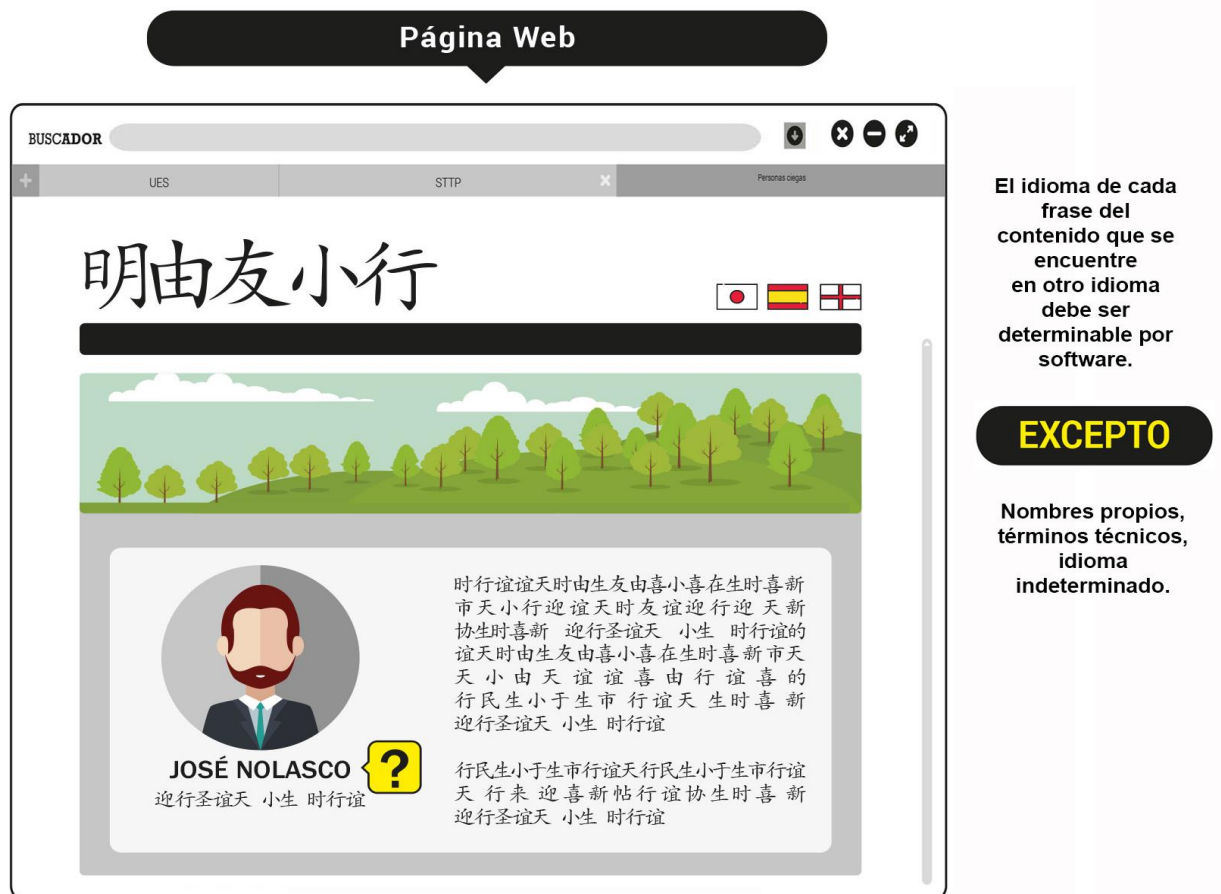 Página Web
BUSCADOR
UES
STTP
Personas ciegas
明由友小行
El idioma de cada
frase del
contenido que se
encuentre
en otro idioma
debe ser
determinable por
software.
EXCEPTO
Nombres propios,
términos técnicos,
idioma
indeterminado.
时行谊谊天时由生友由喜小喜在生时喜新
市天小行迎谊天时友谊迎行迎 天新
协生时喜新 迎行圣谊天 小生 时行谊的
谊天时由生友由喜小喜在生时喜新市天
天小由天谊谊喜由行谊喜的
行民生小于生市 行谊天 生时喜 新
迎行圣谊天 小生 时行谊
行民生小于生市行谊天行民生小于生市行谊
天 行来 迎喜新帖行谊协生时喜 新
迎行圣谊天 小生 时行谊
JOSÉ NOLASCO ?
迎行圣谊天 小生 时行谊